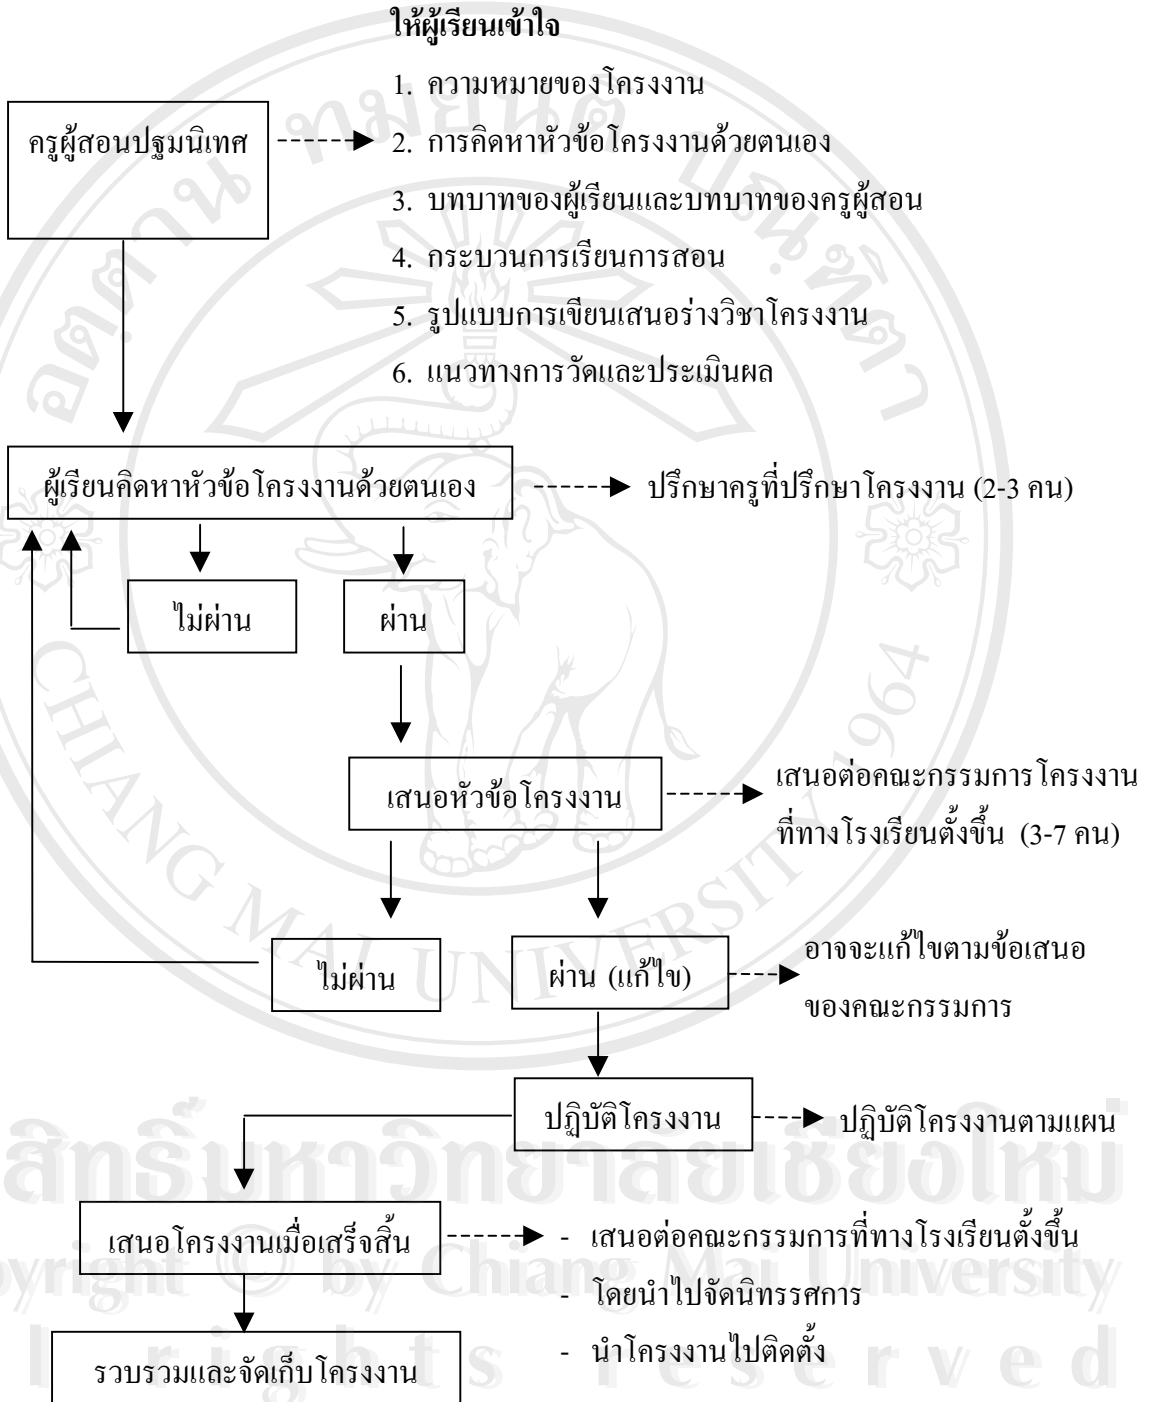 ให้ผู้เรียนเข้าใจ
1. ความหมายของโครงงาน
ครูผู้สอนปฐมนิเทศ
2. การคิดหาหัวข้อโครงงานด้วยตนเอง
3. บทบาทของผู้เรียนและบทบาทของครูผู้สอน
4. กระบวนการเรียนการสอน
5. รูปแบบการเขียนเสนอร่างวิชาโครงงาน
6. แนวทางการวัดและประเมินผล
ผู้เรียนคิดหาหัวข้อโครงงานด้วยตนเอง
ปรึกษาครูที่ปรึกษาโครงงาน (2-3 คน)
ไม่ผ่าน
ผ่าน
เสนอหัวข้อโครงงาน
เสนอต่อคณะกรรมการโครงงาน
ที่ทางโรงเรียนตั้งขึ้น (3-7 คน)
ไม่ผ่าน
ผ่าน (แก้ไข)
อาจจะแก้ไขตามข้อเสนอ
ของคณะกรรมการ
ปฏิบัติโครงงาน
ปฏิบัติโครงงานตามแผน
เสนอโครงงานเมื่อเสร็จสิ้น
- เสนอต่อคณะกรรมการที่ทางโรงเรียนตั้งขึ้น
- โดยนำไปจัดนิทรรศการ
- นำโครงงานไปติดตั้ง
รวบรวมและจัดเก็บโครงงาน
CHIANG MAI UNIVERSITY 1964
สิทธิ์มหาวิทยาลัยเชียงใหม่
pyright © by Chiang Mai University
l rights reserved